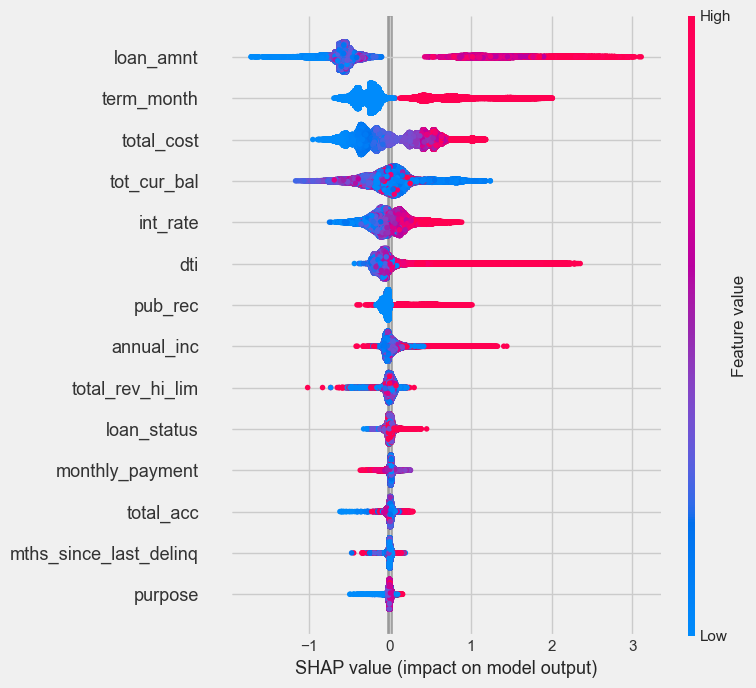 High
loan_amnt
term_month
total_cost
tot_cur_bal
int_rate
dti
pub_rec
annual_inc
total_rev_hi_lim
loan_status
monthly_payment
total_acc
mths_since_last_delinq
purpose
Feature value
Low
−1 0 1 2 3
SHAP value (impact on model output)